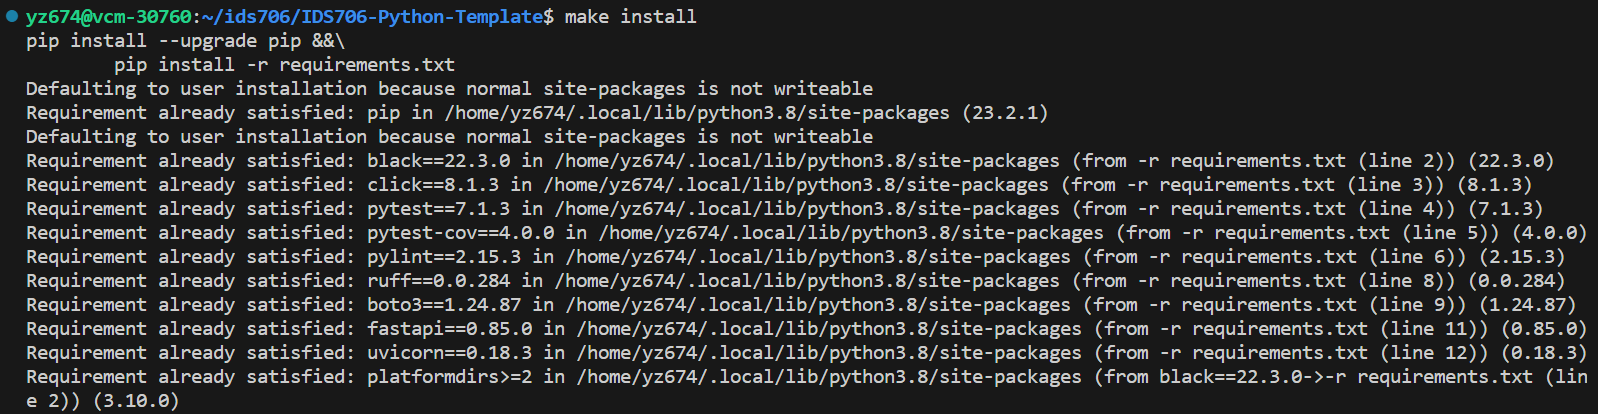 yz674@vcm-30760:~/ids706/IDS706-Python-Template$ make install
pip install --upgrade pip &&\
        pip install -r requirements.txt
Defaulting to user installation because normal site-packages is not writeable
Requirement already satisfied: pip in /home/yz674/.local/lib/python3.8/site-packages (23.2.1)
Defaulting to user installation because normal site-packages is not writeable
Requirement already satisfied: black==22.3.0 in /home/yz674/.local/lib/python3.8/site-packages (from -r requirements.txt (line 2)) (22.3.0)
Requirement already satisfied: click==8.1.3 in /home/yz674/.local/lib/python3.8/site-packages (from -r requirements.txt (line 3)) (8.1.3)
Requirement already satisfied: pytest==7.1.3 in /home/yz674/.local/lib/python3.8/site-packages (from -r requirements.txt (line 4)) (7.1.3)
Requirement already satisfied: pytest-cov==4.0.0 in /home/yz674/.local/lib/python3.8/site-packages (from -r requirements.txt (line 5)) (4.0.0)
Requirement already satisfied: pylint==2.15.3 in /home/yz674/.local/lib/python3.8/site-packages (from -r requirements.txt (line 6)) (2.15.3)
Requirement already satisfied: ruff==0.0.284 in /home/yz674/.local/lib/python3.8/site-packages (from -r requirements.txt (line 8)) (0.0.284)
Requirement already satisfied: boto3==1.24.87 in /home/yz674/.local/lib/python3.8/site-packages (from -r requirements.txt (line 9)) (1.24.87)
Requirement already satisfied: fastapi==0.85.0 in /home/yz674/.local/lib/python3.8/site-packages (from -r requirements.txt (line 11)) (0.85.0)
Requirement already satisfied: uvicorn==0.18.3 in /home/yz674/.local/lib/python3.8/site-packages (from -r requirements.txt (line 12)) (0.18.3)
Requirement already satisfied: platformdirs>=2 in /home/yz674/.local/lib/python3.8/site-packages (from black==22.3.0->-r requirements.txt (lin
e 2)) (3.10.0)